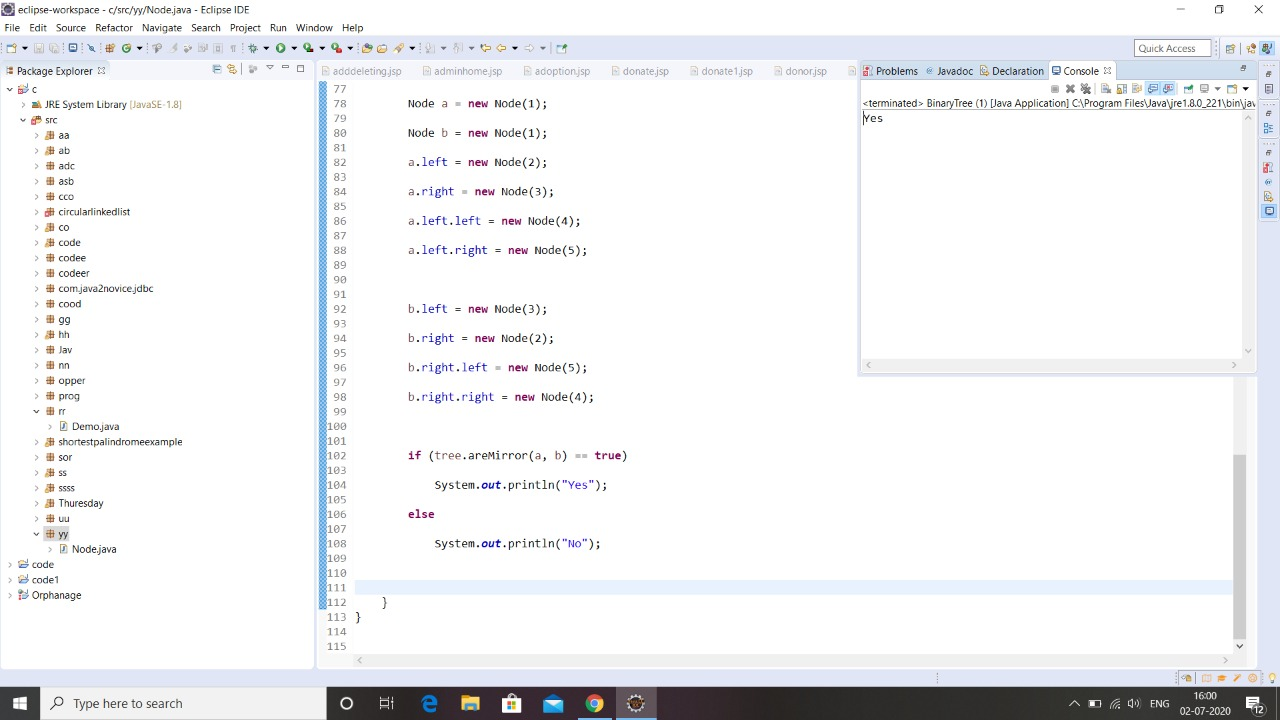 eclipse-workspace - c/src/yy/Node.java - Eclipse IDE
File Edit Source Refactor Navigate Search Project Run Window Help
Quick Access
Package Explorer
adddeleting.jsp adminhome.jsp adoption.jsp donate.jsp donate1.jsp donor.jsp
Problems Javadoc Declaration Console
<terminated> BinaryTree (1) [Java Application] C:\Program Files\Java\jre1.8.0_221\bin\jav
Yes
c
JRE System Library [JavaSE-1.8]
src
aa
ab
adc
asb
cco
circularlinkedlist
co
code
codee
codeer
com.java2novice.jdbc
cood
gg
hh
Jav
nn
opper
prog
rr
Demo.java
shortestpalindromeexample
sor
ss
ssss
Thuresday
uu
yy
Node.java
code
code1
Orphanage
77
78 Node a = new Node(1);
79
80 Node b = new Node(1);
81
82 a.left = new Node(2);
83
84 a.right = new Node(3);
85
86 a.left.left = new Node(4);
87
88 a.left.right = new Node(5);
89
90
91
92 b.left = new Node(3);
93
94 b.right = new Node(2);
95
96 b.right.left = new Node(5);
97
98 b.right.right = new Node(4);
99
100
101
102 if (tree.areMirror(a, b) == true)
103
104 System.out.println("Yes");
105
106 else
107
108 System.out.println("No");
109
110
111
112 }
113 }
114
115
Type here to search
ENG
16:00
02-07-2020
12